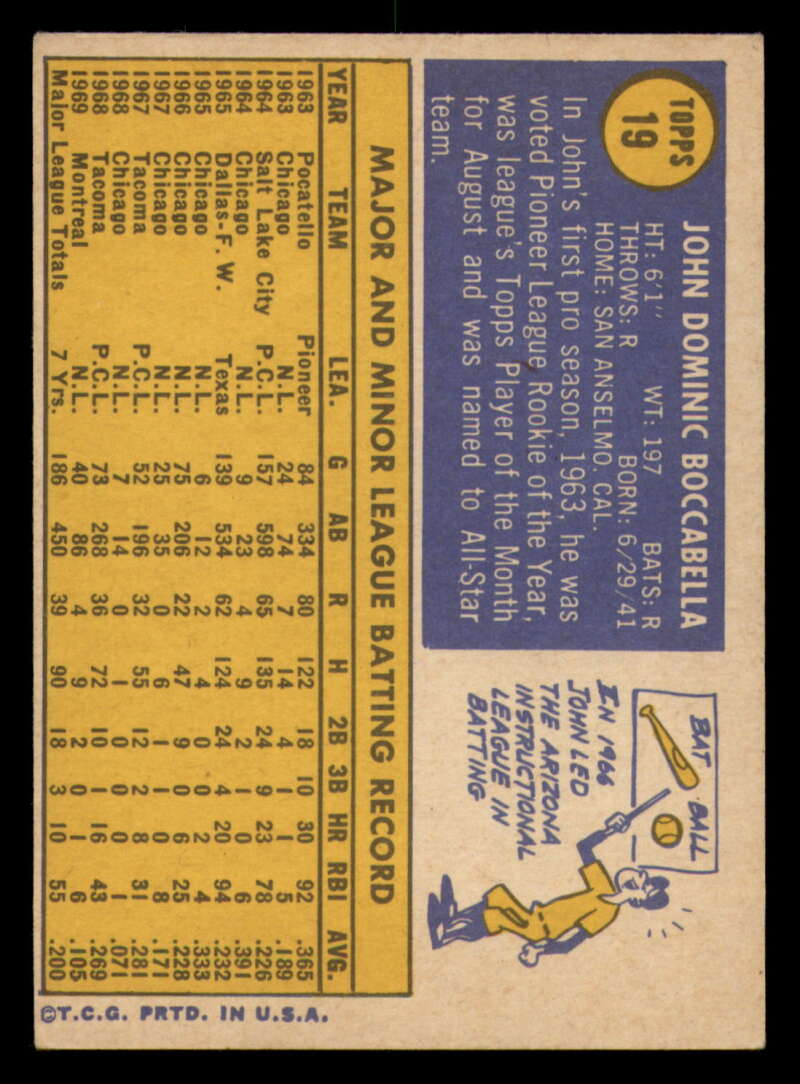 TOPPS
19
JOHN DOMINIC BOCCABELLA
HT: 6'1" WT: 197 BATS: R
THROWS: R BORN: 6/29/41
HOME: SAN ANSELMO, CAL.
In John's first pro season, 1963, he was
voted Pioneer League Rookie of the Year,
was league's Topps Player of the Month
for August and was named to All-Star
team.
BAT BALL
IN 1966
JOHN LED
THE ARIZONA
INSTRUCTIONAL
LEAGUE IN
BATTING
MAJOR AND MINOR LEAGUE BATTING RECORD
YEAR TEAM LEA. G AB R H 2B 3B HR RBI AVG.
1963 Pocatello Pioneer 84 334 80 122 18 10 30 92 .365
1963 Chicago N.L. 24 74 7 14 4 1 1 5 .189
1964 Salt Lake City P.C.L. 157 598 65 135 24 9 23 78 .226
1964 Chicago N.L. 9 23 4 9 2 1 0 6 .391
1965 Dallas-F. W. Texas 139 534 62 124 24 4 20 94 .232
1965 Chicago N.L. 6 12 2 4 0 0 2 4 .333
1966 Chicago N.L. 75 206 22 47 9 0 6 25 .228
1967 Chicago N.L. 25 35 0 6 1 1 0 8 .171
1967 Tacoma P.C.L. 52 196 32 55 12 2 8 31 .281
1968 Chicago N.L. 7 14 0 1 0 0 0 1 .071
1968 Tacoma P.C.L. 73 268 36 72 10 1 16 43 .269
1969 Montreal N.L. 40 86 4 9 2 0 1 6 .105
Major League Totals 7 Yrs. 186 450 39 90 18 3 10 55 .200
©T.C.G. PRTD. IN U.S.A.